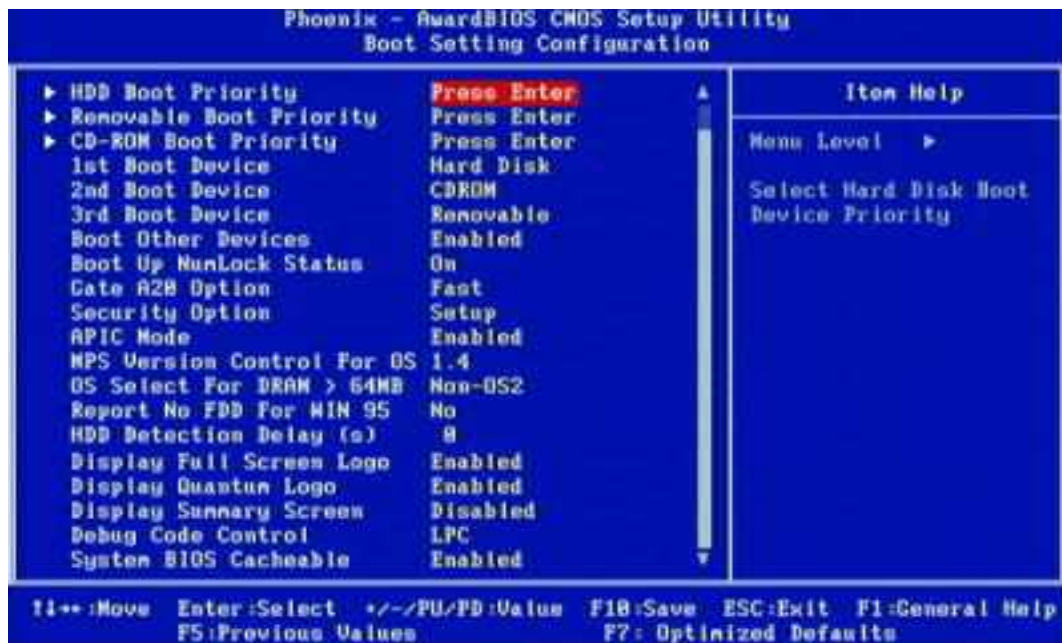 Phoenix - AwardBIOS CMOS Setup Utility
Boot Setting Configuration
▶ HDD Boot Priority Press Enter
▶ Removable Boot Priority Press Enter
▶ CD-ROM Boot Priority Press Enter
1st Boot Device Hard Disk
2nd Boot Device CDROM
3rd Boot Device Removable
Boot Other Devices Enabled
Boot Up NumLock Status On
Gate A20 Option Fast
Security Option Setup
APIC Mode Enabled
MPS Version Control For OS 1.4
OS Select For DRAM > 64MB Non-OS2
Report No FDD For WIN 95 No
HDD Detection Delay (s) 0
Display Full Screen Logo Enabled
Display Quantum Logo Enabled
Display Summary Screen Disabled
Debug Code Control LPC
System BIOS Cacheable Enabled
Item Help
Menu Level ▶
Select Hard Disk Boot
Device Priority
↑↓→←:Move Enter:Select +/-/PU/PD:Value F10:Save ESC:Exit F1:General Help
F5:Previous Values F7: Optimized Defaults